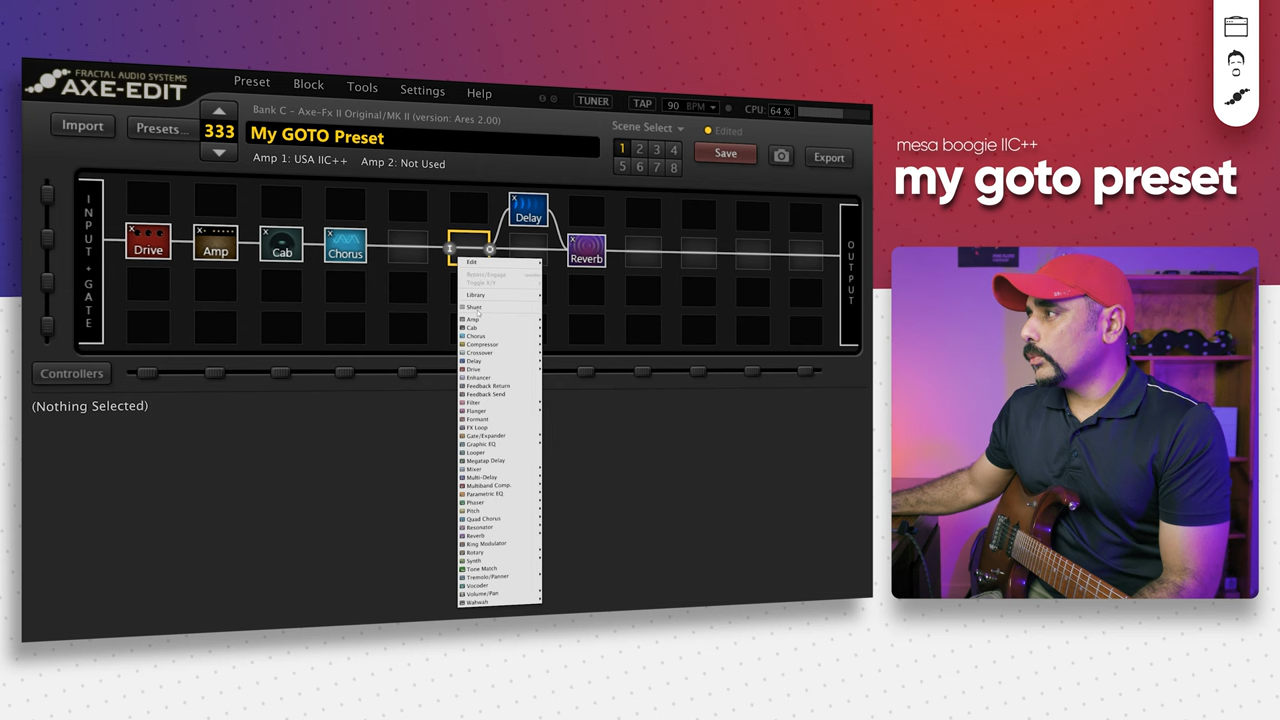 FRACTAL AUDIO SYSTEMS
AXE-EDIT
Preset Block Tools Settings Help
TUNER TAP 90 BPM CPU: 64 %
Import Presets... 333
Bank C - Axe-Fx II Original/MK II (version: Ares 2.00)
My GOTO Preset
Amp 1: USA IIC++ Amp 2: Not Used
Scene Select Edited
1 2 3 4
5 6 7 8
Save Export
INPUT + GATE
X Drive
X Amp
X Cab
X Chorus
I O
X Delay
X Reverb
OUTPUT
Controllers
(Nothing Selected)
Edit
Bypass/Engage
Toggle X/Y
Library
Shunt
Amp
Cab
Chorus
Compressor
Crossover
Delay
Drive
Enhancer
Feedback Return
Feedback Send
Filter
Flanger
Formant
FX Loop
Gate/Expander
Graphic EQ
Looper
Megatap Delay
Mixer
Multi-Delay
Multiband Comp.
Parametric EQ
Phaser
Pitch
Quad Chorus
Resonator
Reverb
Ring Modulator
Rotary
Synth
Tone Match
Tremolo/Panner
Vocoder
Volume/Pan
Wahwah
mesa boogie IIC++
my goto preset